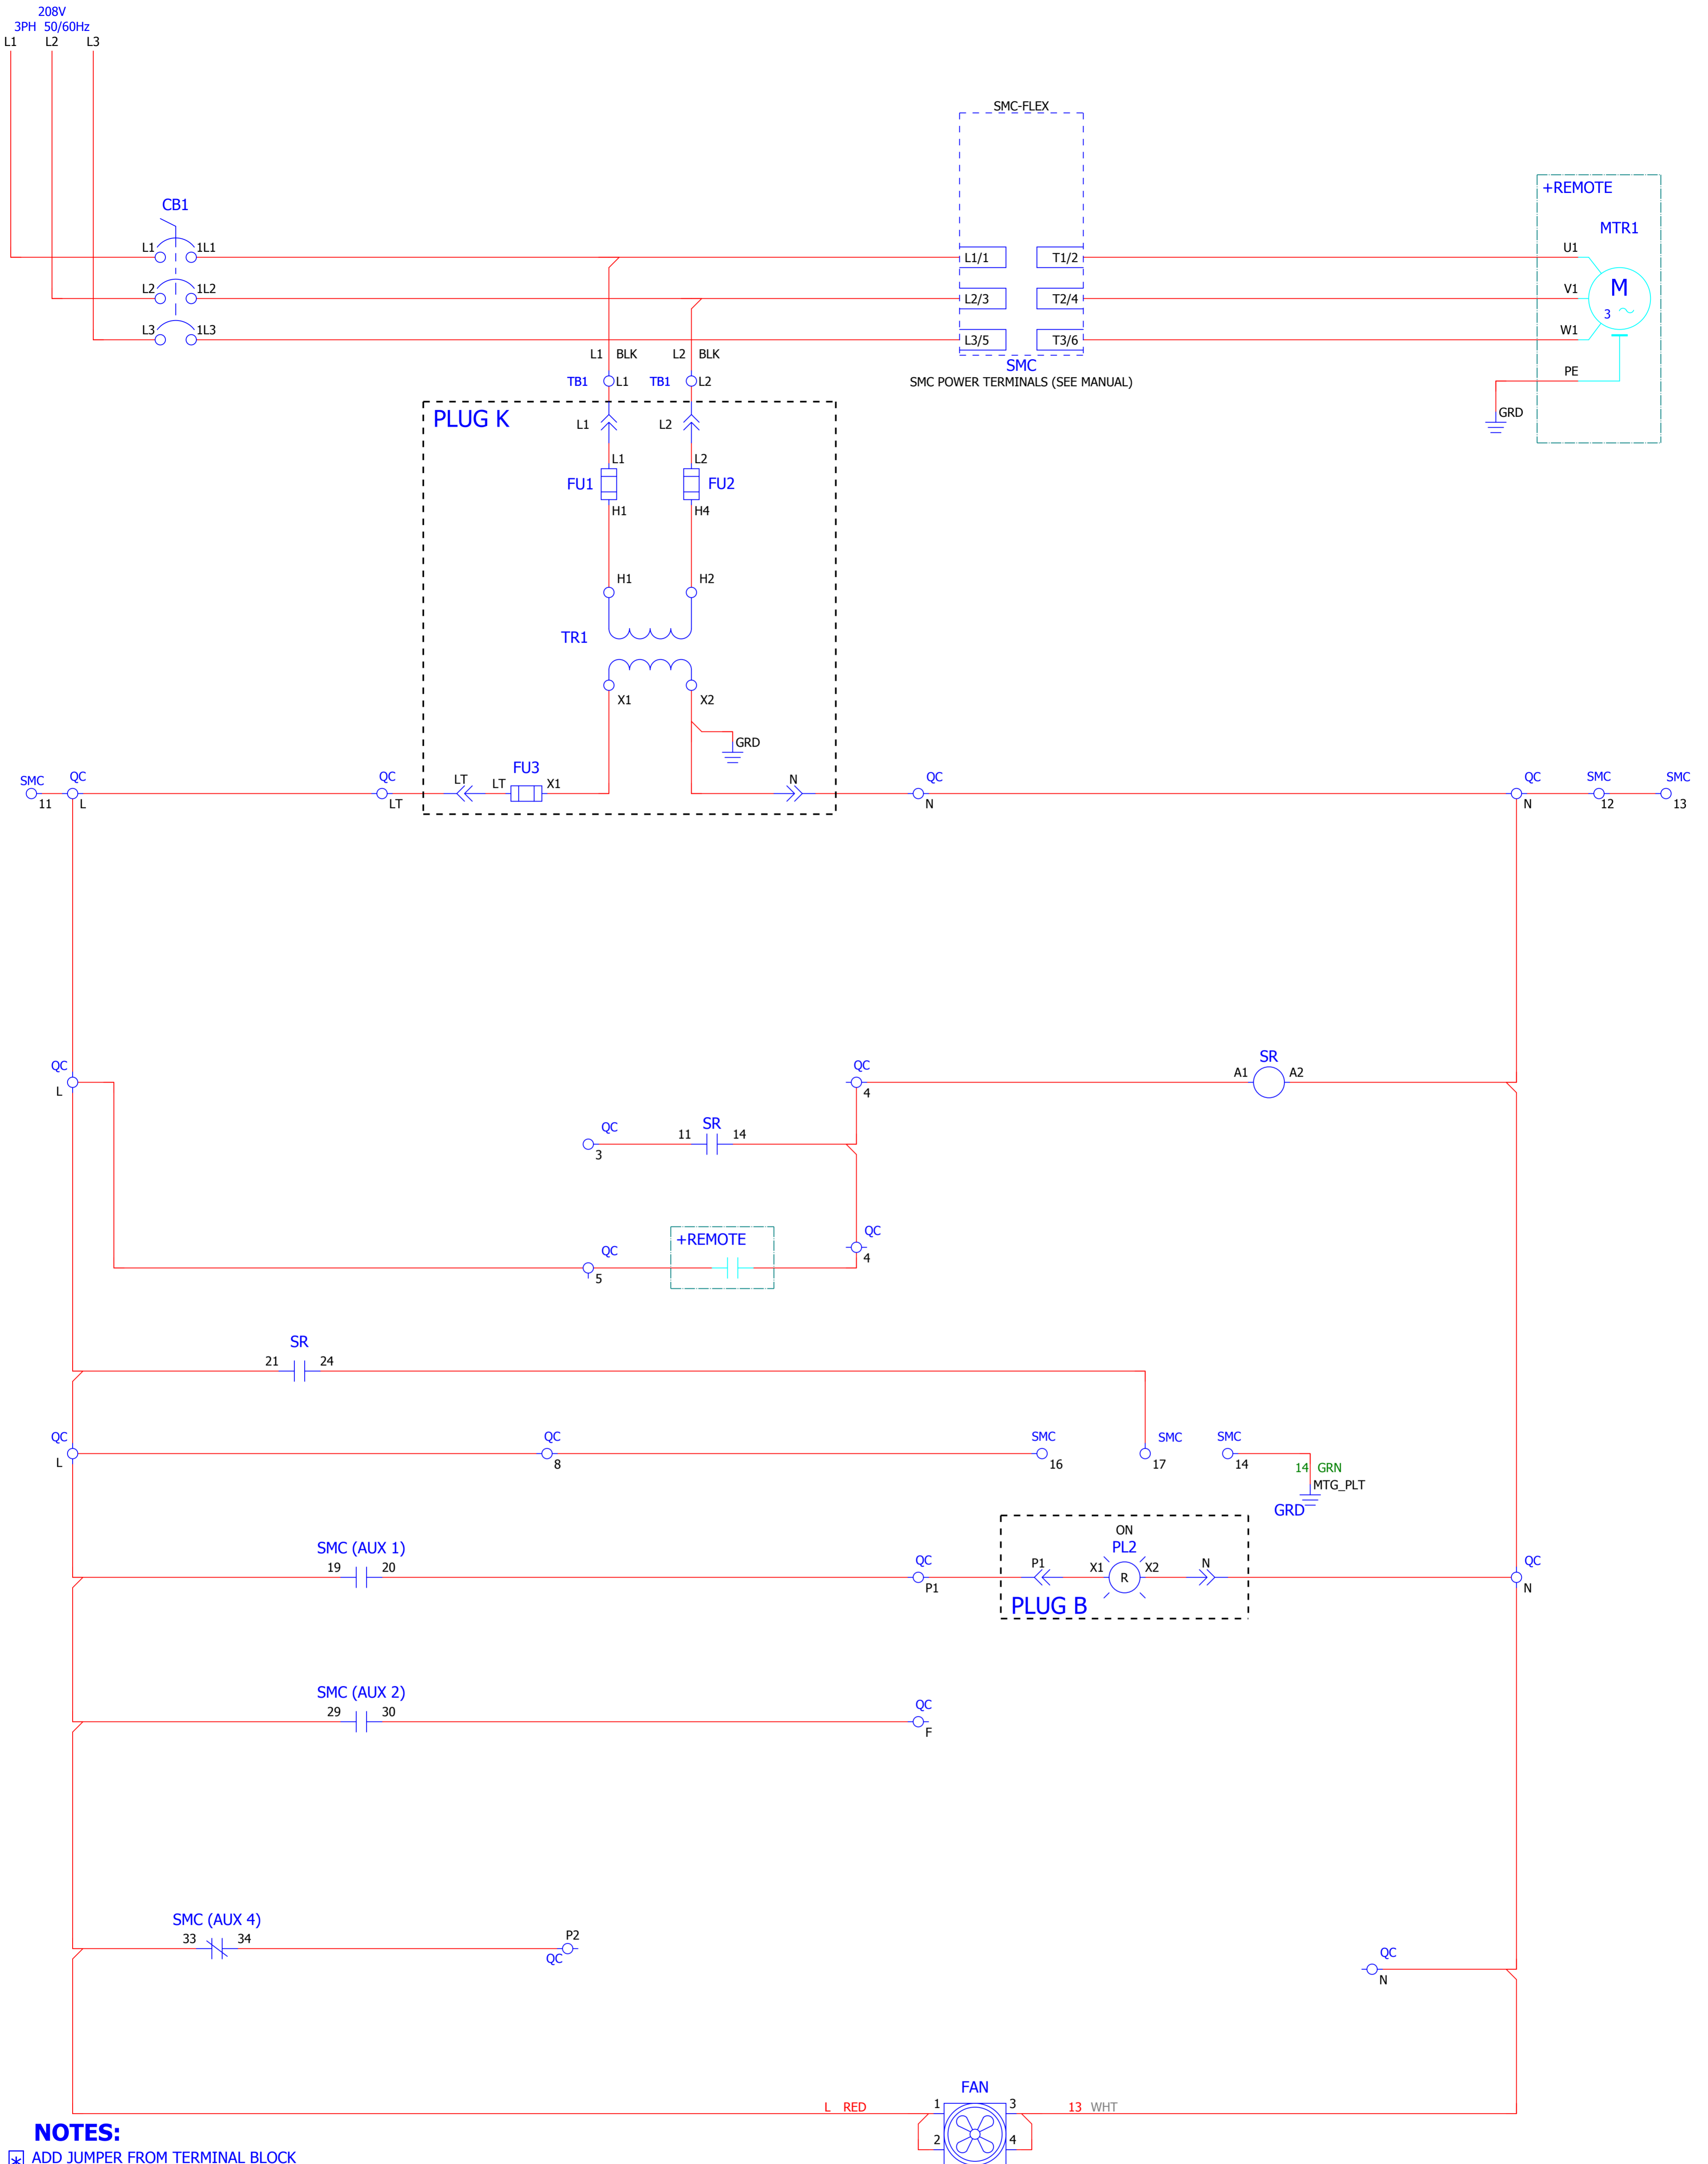 208V
3PH 50/60Hz
L1 L2 L3
SMC-FLEX
+REMOTE
CB1
MTR1
L1 1L1 L1/1 T1/2 U1
L2 1L2 L2/3 T2/4 V1
M
3
L3 1L3 L3/5 T3/6 W1
L1 BLK L2 BLK
SMC
SMC POWER TERMINALS (SEE MANUAL)
PE
TB1 L1 TB1 L2
GRD
PLUG K
L1 L2
L1 L2
FU1 FU2
H1 H4
H1 H2
TR1
X1 X2
GRD
FU3
SMC QC QC LT LT X1 N QC QC SMC SMC
11 L LT N N 12 13
QC QC SR
L 4 A1 A2
QC 11 SR 14
3
+REMOTE QC
QC 4
5
SR
21 24
QC QC SMC SMC SMC
L 8 16 17 14
14 GRN
MTG_PLT
GRD
ON
SMC (AUX 1) PL2
19 20 QC P1 X1 X2 N QC
R
P1 N
PLUG B
SMC (AUX 2)
29 30 QC
F
SMC (AUX 4)
33 34 P2
QC QC
N
FAN
L RED 1 3 13 WHT
2 4
NOTES:
* ADD JUMPER FROM TERMINAL BLOCK